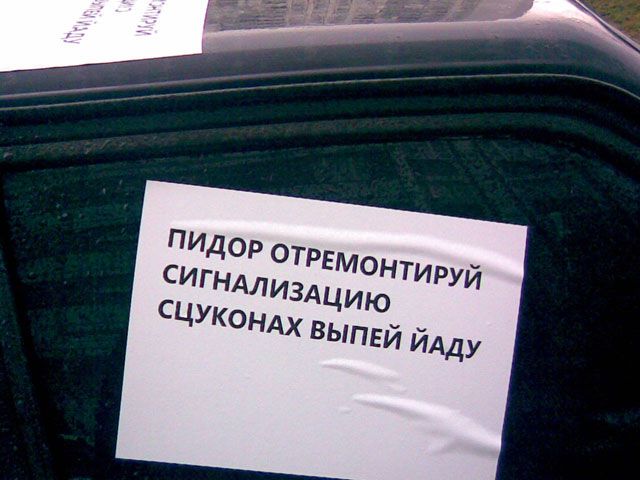 ПИДОР ОТРЕМОНТИРУЙ
СИГНАЛИЗАЦИЮ
СЦУКОНАХ ВЫПЕЙ ЙАДУ